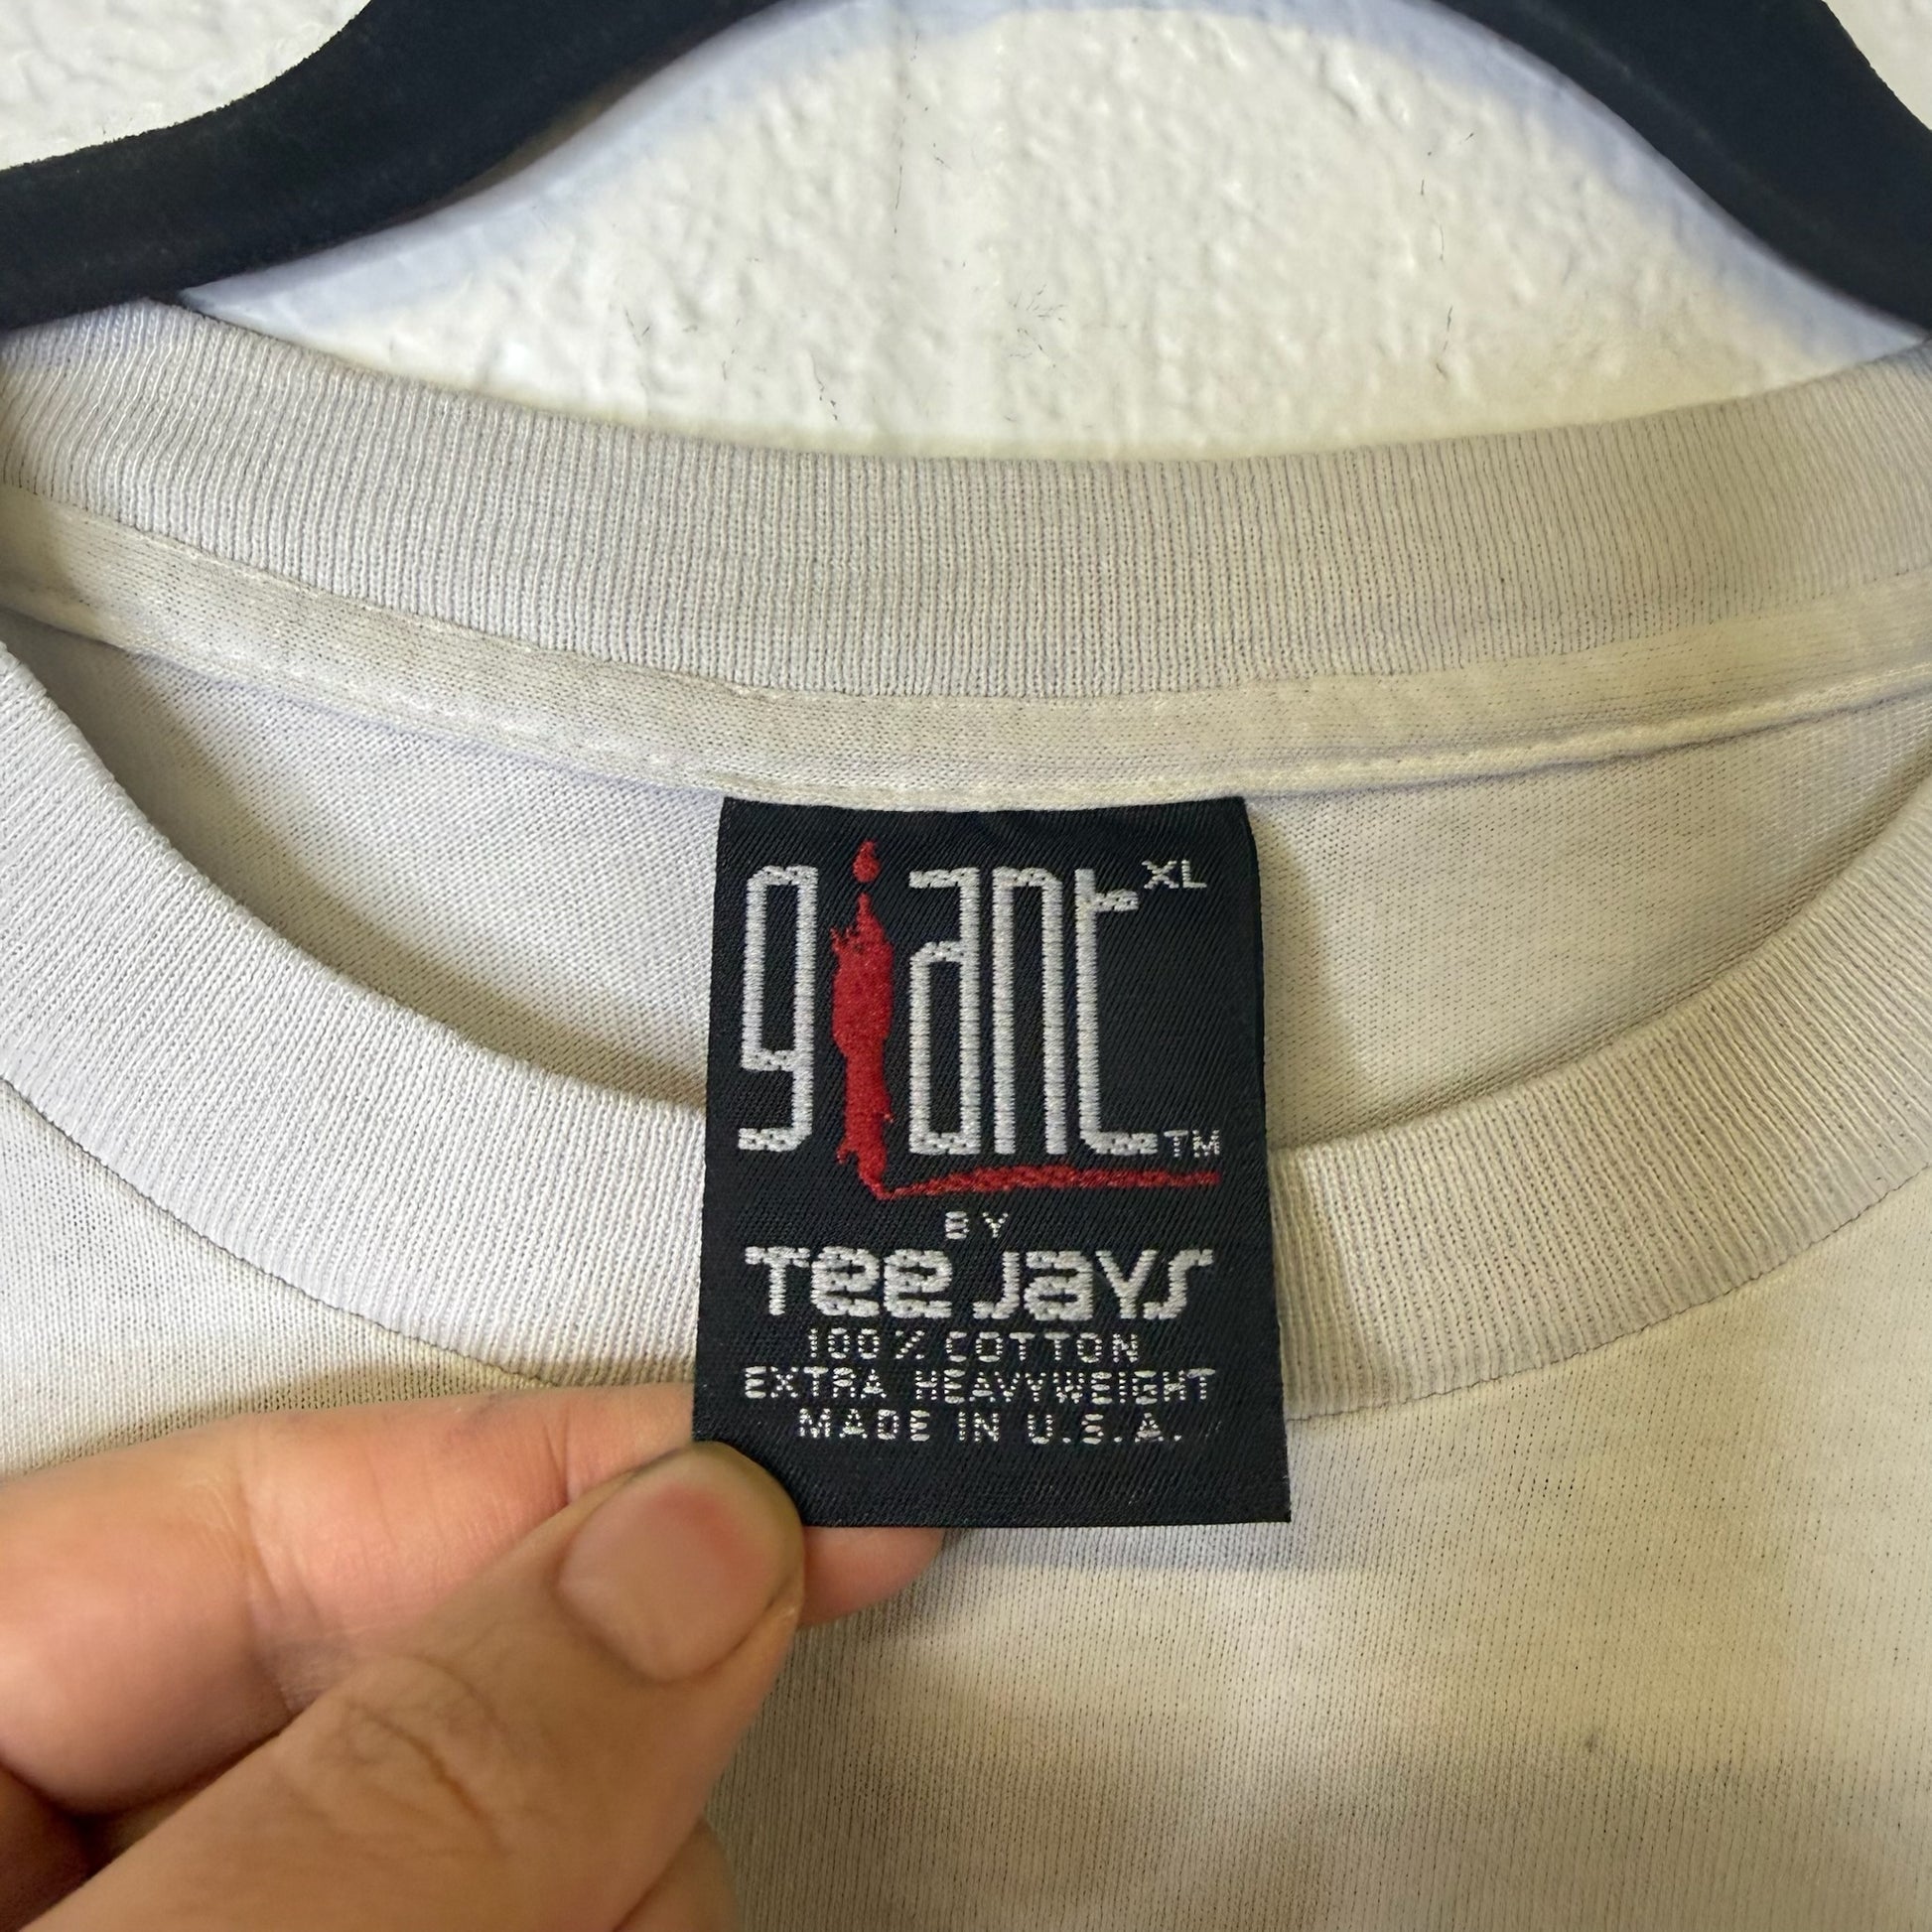 giant XL
TM
BY
Tee Jays
100% COTTON
EXTRA HEAVYWEIGHT
MADE IN U.S.A.